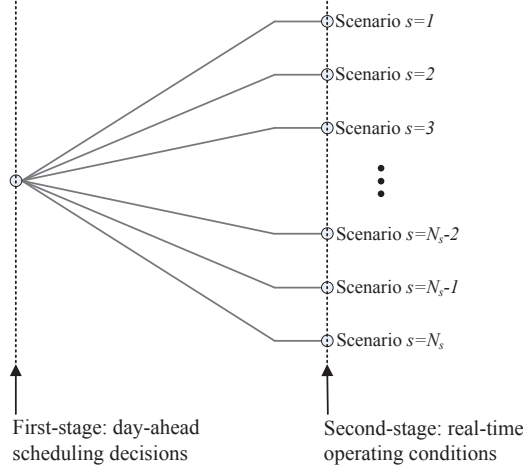 Scenario s=1
Scenario s=2
Scenario s=3
Scenario s=Ns-2
Scenario s=Ns-1
Scenario s=Ns
First-stage: day-ahead
scheduling decisions
Second-stage: real-time
operating conditions